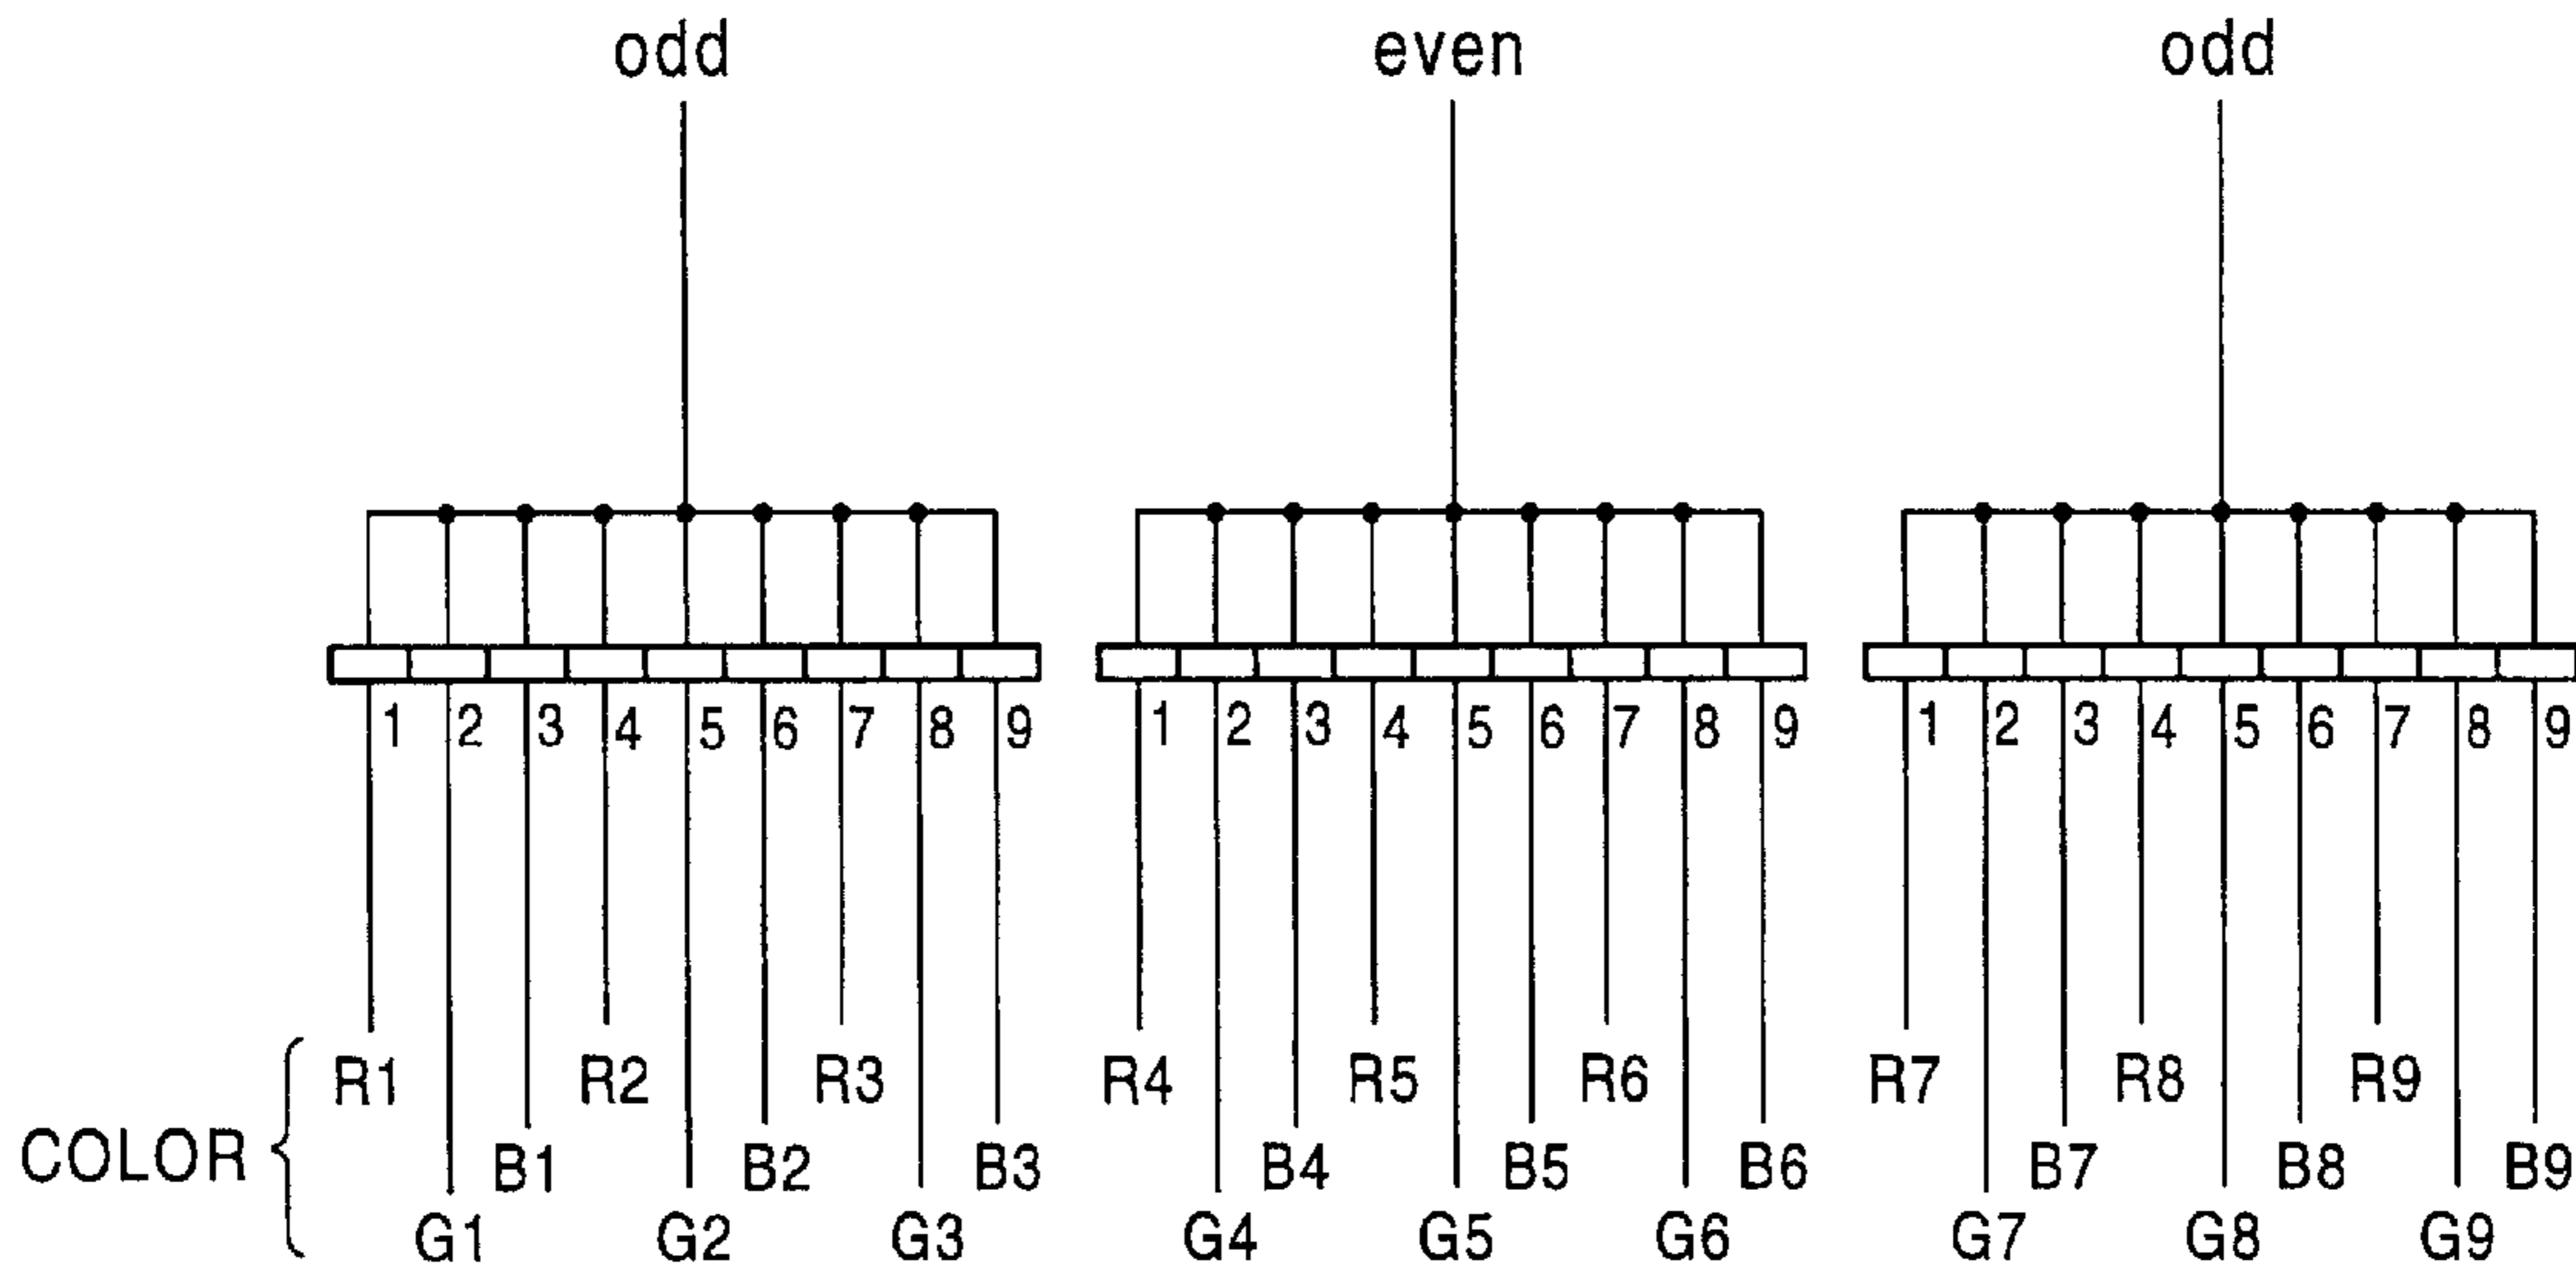 odd even odd
1 2 3 4 5 6 7 8 9 1 2 3 4 5 6 7 8 9 1 2 3 4 5 6 7 8 9
R1 R2 R3 R4 R5 R6 R7 R8 R9
COLOR B1 B2 B3 B4 B5 B6 B7 B8 B9
G1 G2 G3 G4 G5 G6 G7 G8 G9